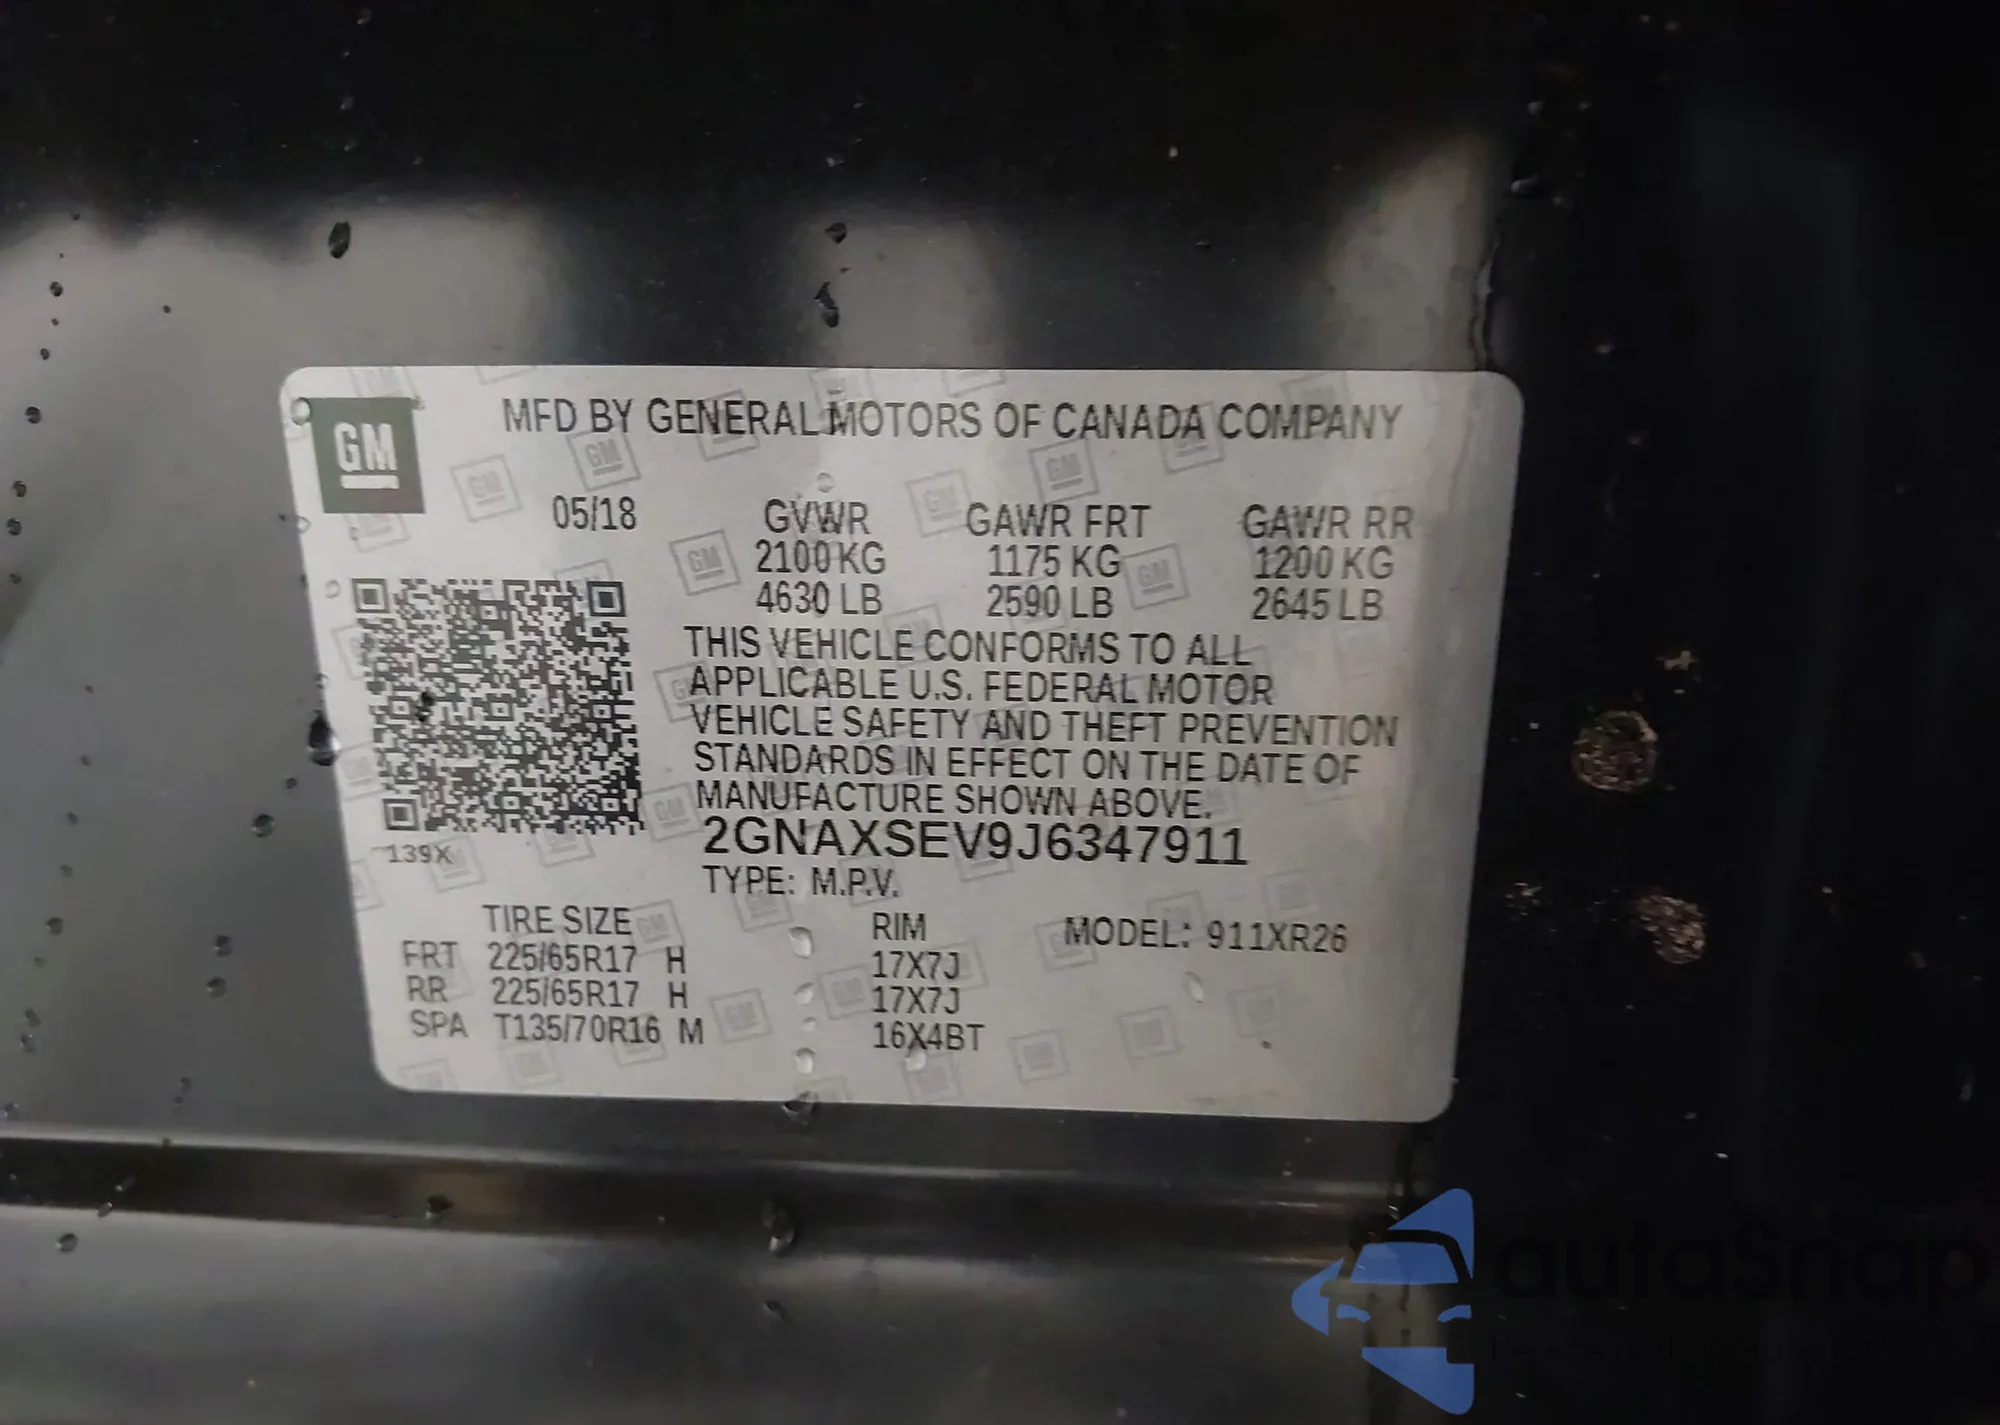 GM
MFD BY GENERAL MOTORS OF CANADA COMPANY
05/18 GVWR GAWR FRT GAWR RR
2100 KG 1175 KG 1200 KG
4630 LB 2590 LB 2645 LB
THIS VEHICLE CONFORMS TO ALL
APPLICABLE U.S. FEDERAL MOTOR
VEHICLE SAFETY AND THEFT PREVENTION
STANDARDS IN EFFECT ON THE DATE OF
MANUFACTURE SHOWN ABOVE.
2GNAXSEV9J6347911
139X
TYPE: M.P.V.
TIRE SIZE RIM MODEL: 911XR26
FRT 225/65R17 H 17X7J
RR 225/65R17 H 17X7J
SPA T135/70R16 M 16X4BT
autoSnap